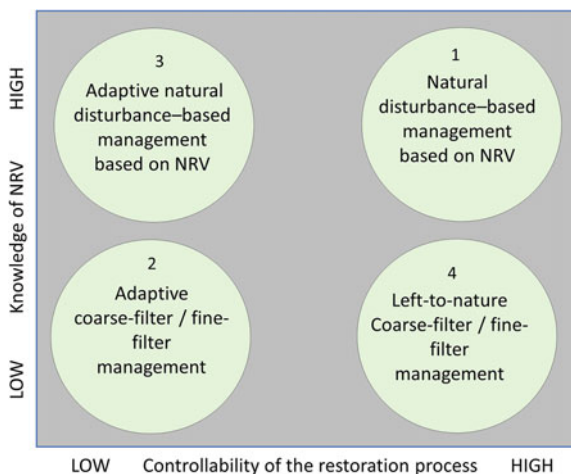 3
Adaptive natural
disturbance–based
management
based on NRV
1
Natural
disturbance–based
management
based on NRV
2
Adaptive
coarse-filter / fine-
filter
management
4
Left-to-nature
Coarse-filter / fine-
filter
management
HIGH
Knowledge of NRV
LOW
LOW Controllability of the restoration process HIGH